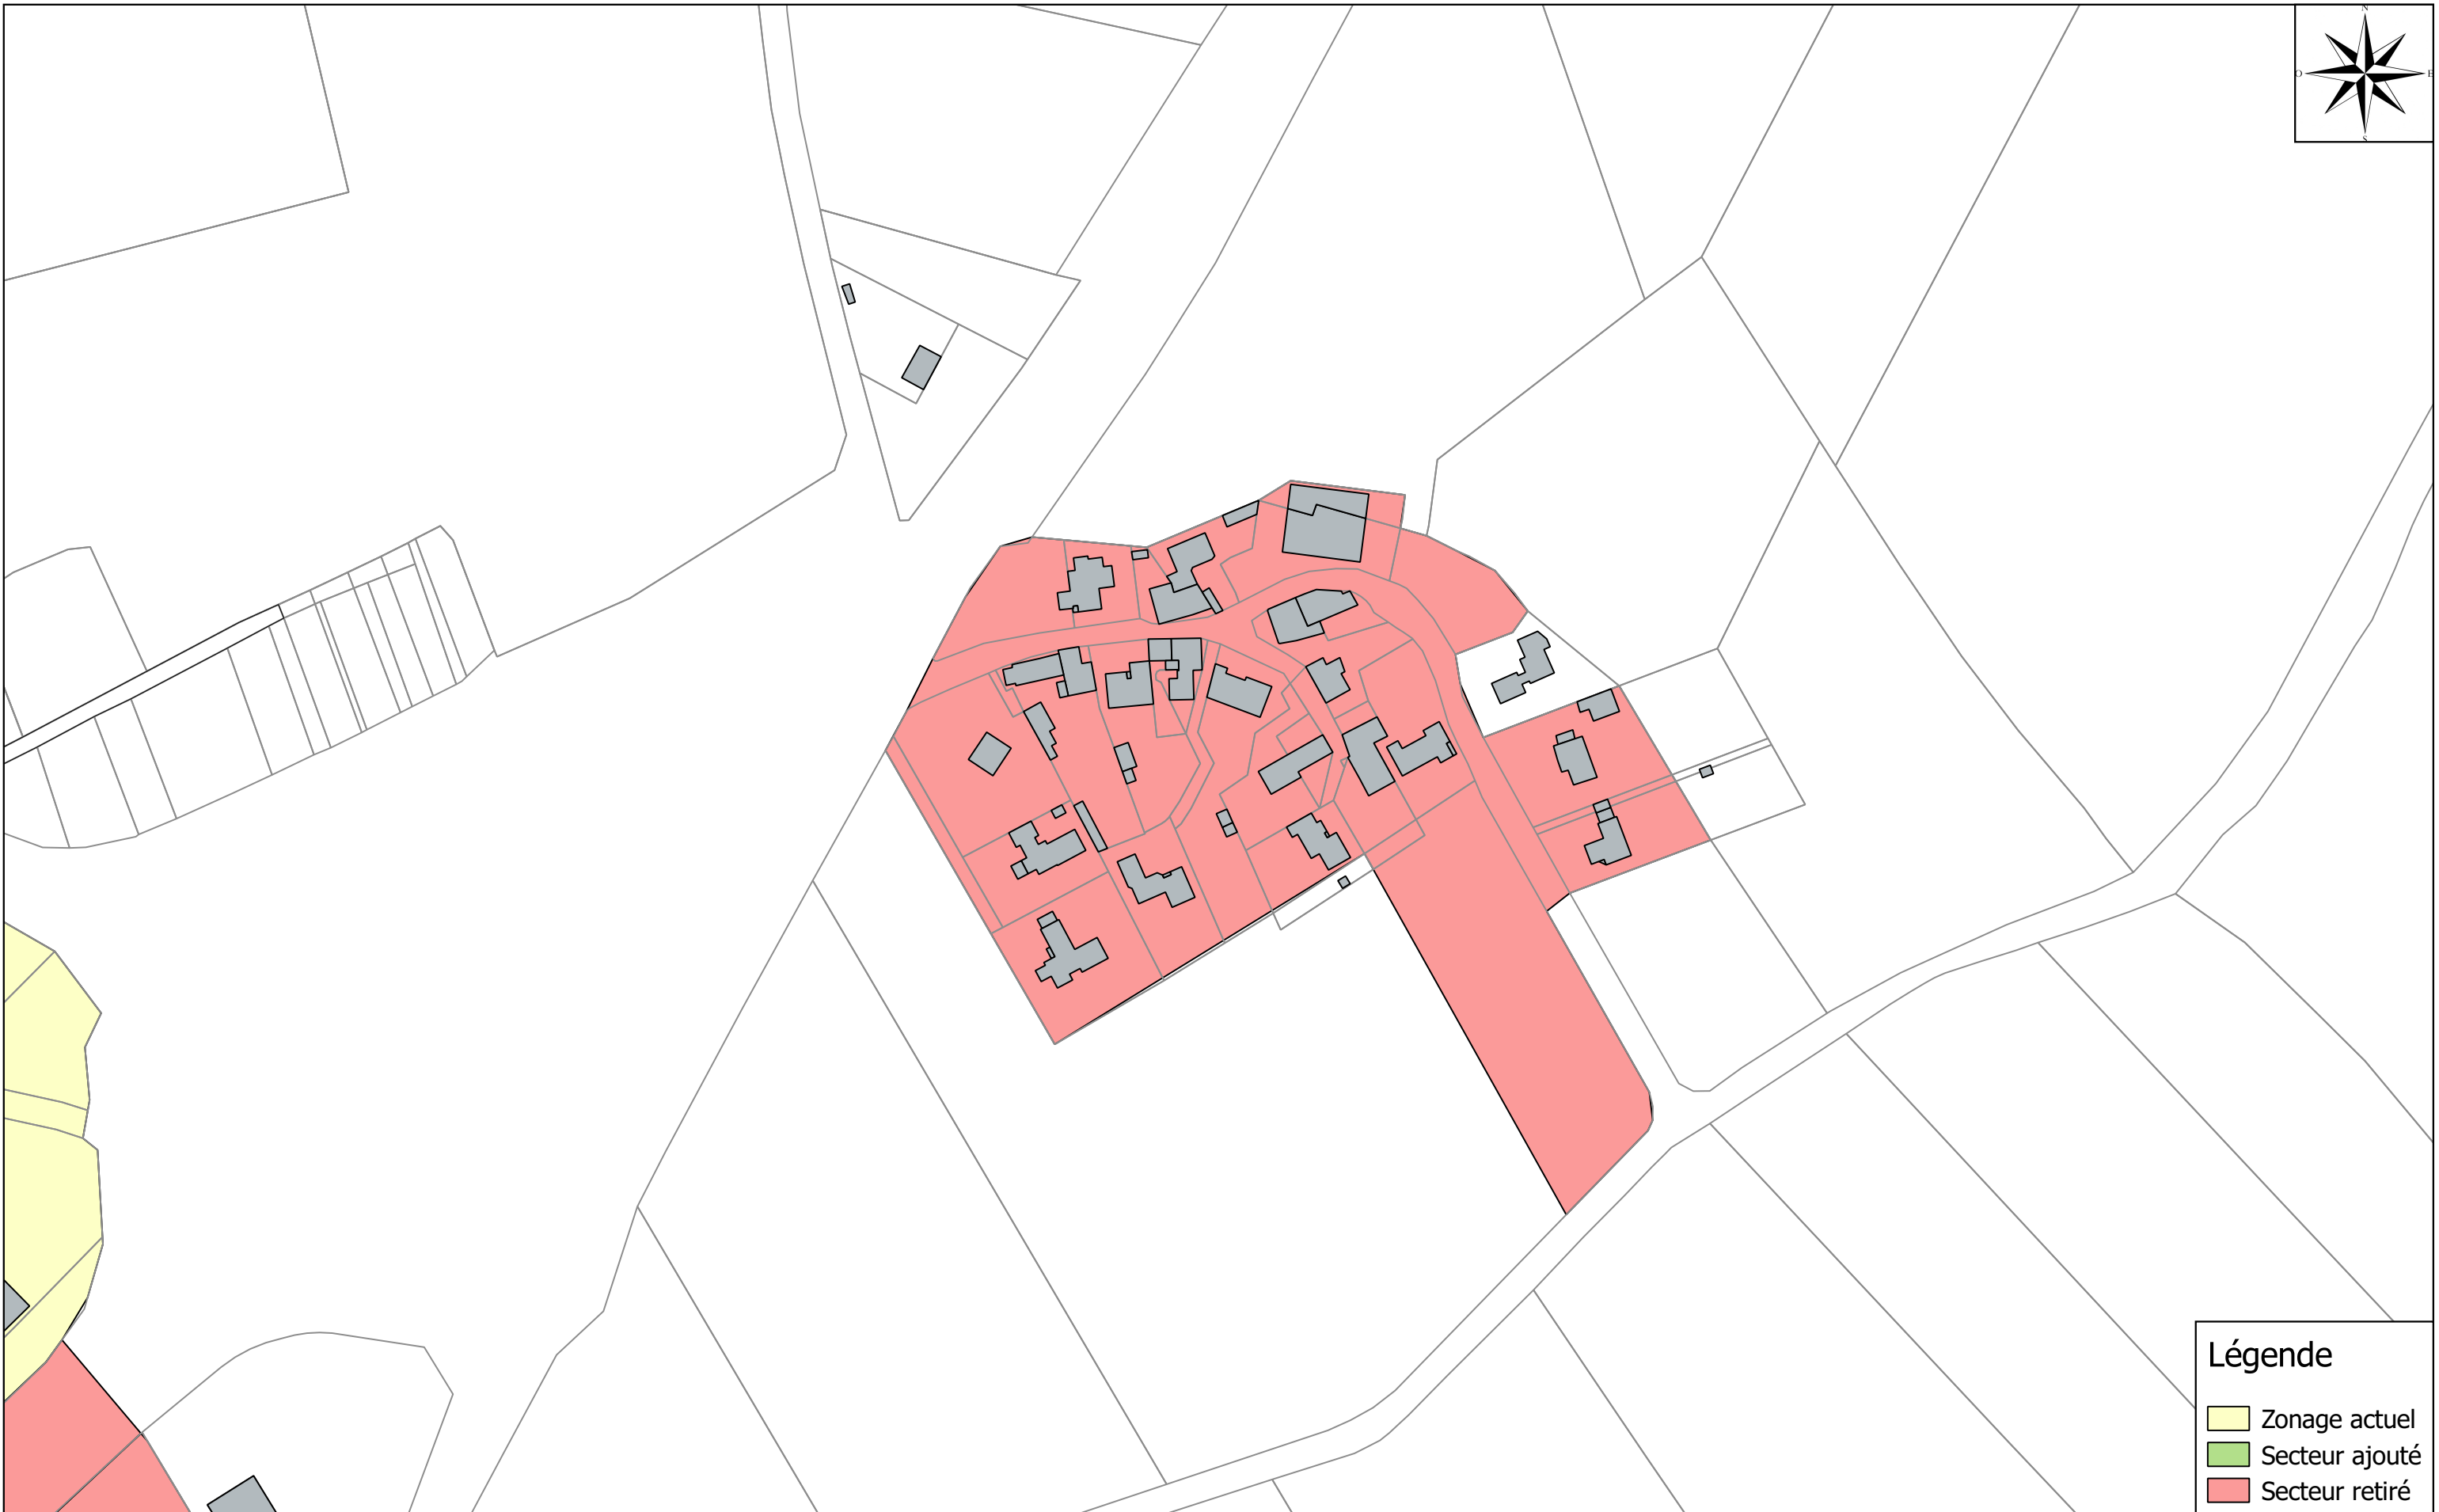 N
O
E
S
Légende
Zonage actuel
Secteur ajouté
Secteur retiré